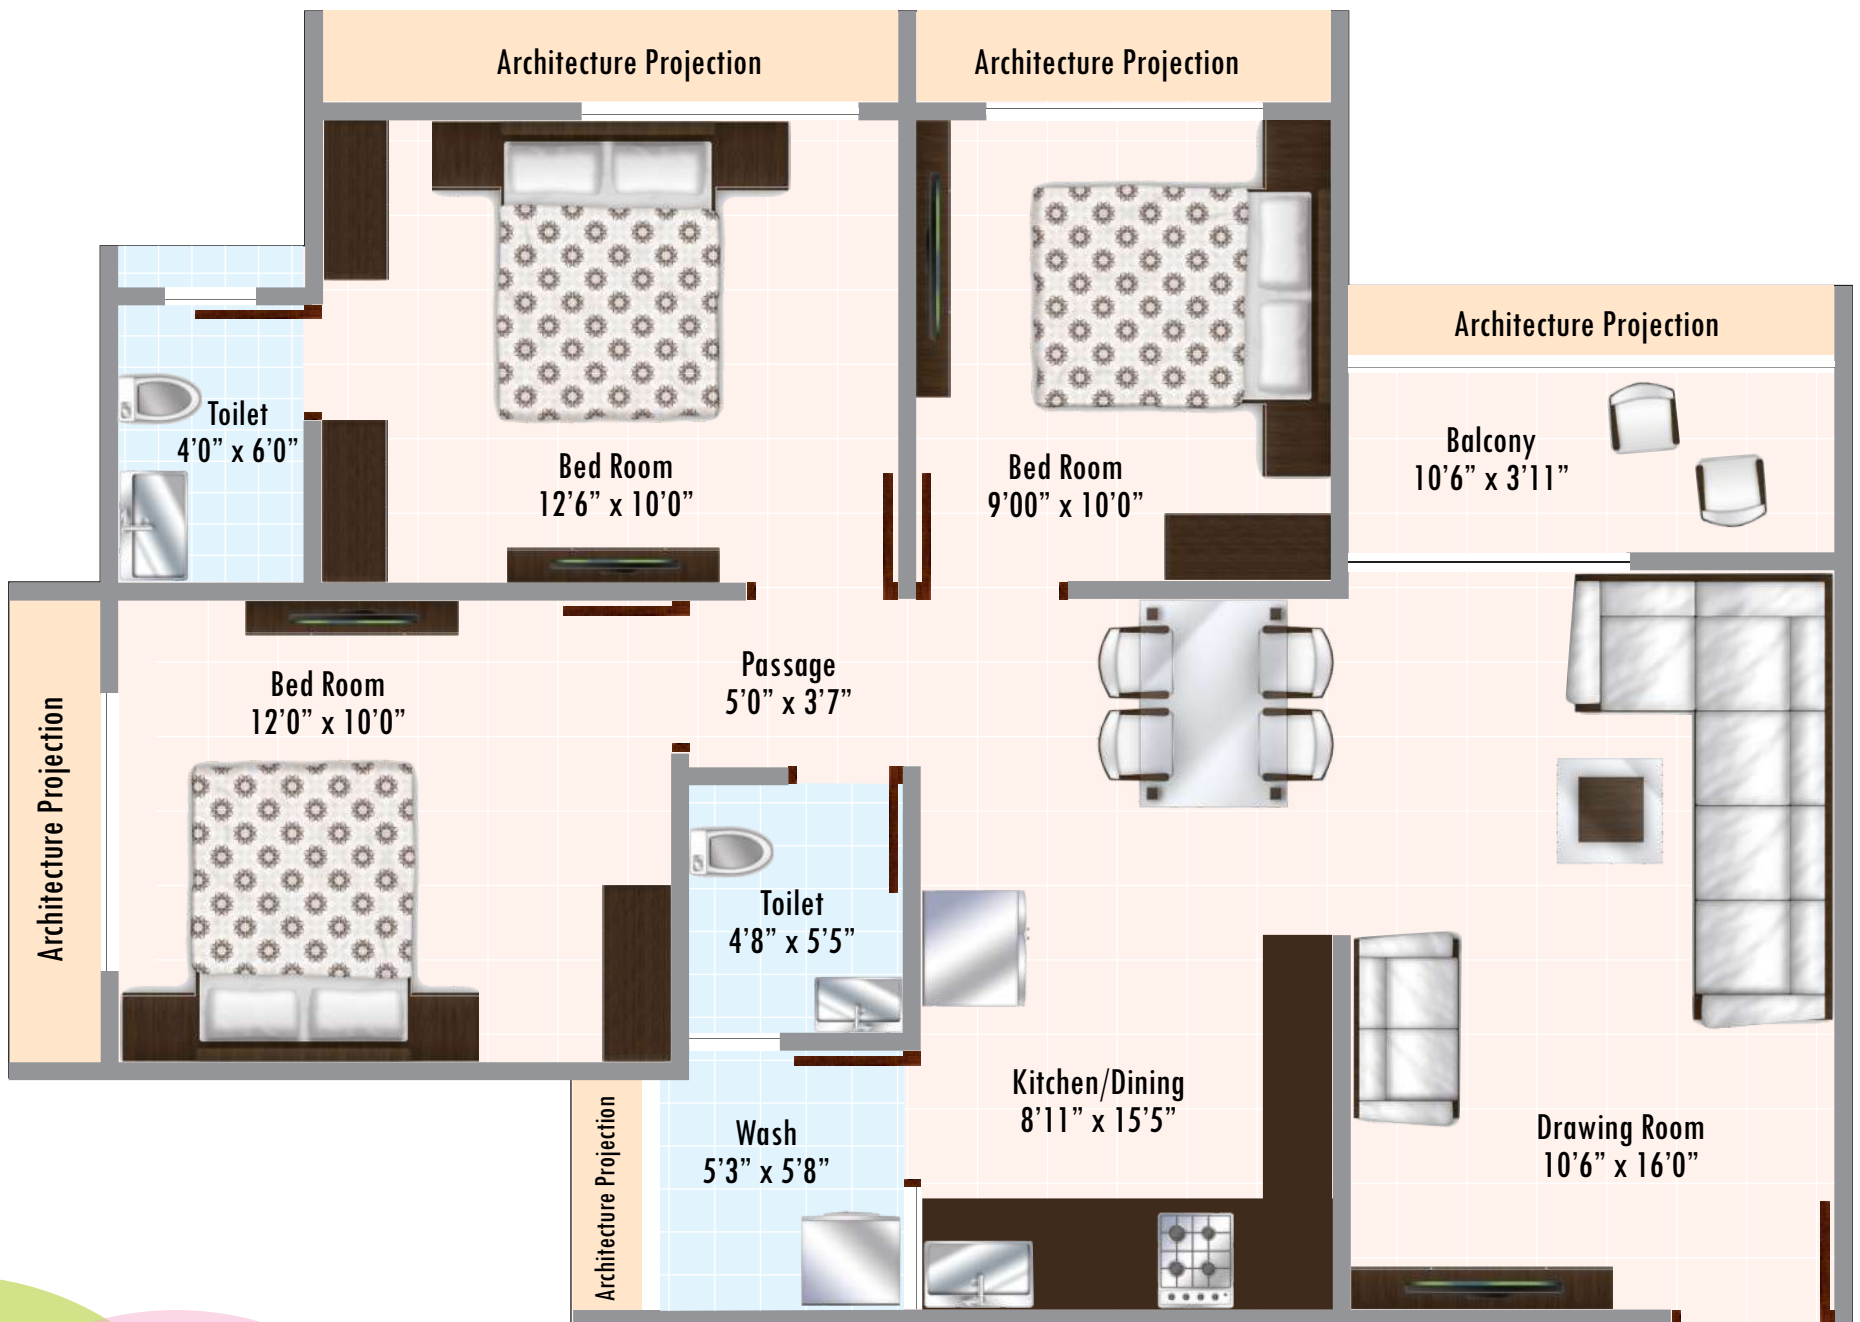 Architecture Projection
Architecture Projection
Architecture Projection
Toilet
4’0” x 6’0”
Bed Room
12’6” x 10’0”
Bed Room
9’00” x 10’0”
Balcony
10’6” x 3’11”
Architecture Projection
Bed Room
12’0” x 10’0”
Passage
5’0” x 3’7”
Toilet
4’8” x 5’5”
Architecture Projection
Wash
5’3” x 5’8”
Kitchen/Dining
8’11” x 15’5”
Drawing Room
10’6” x 16’0”